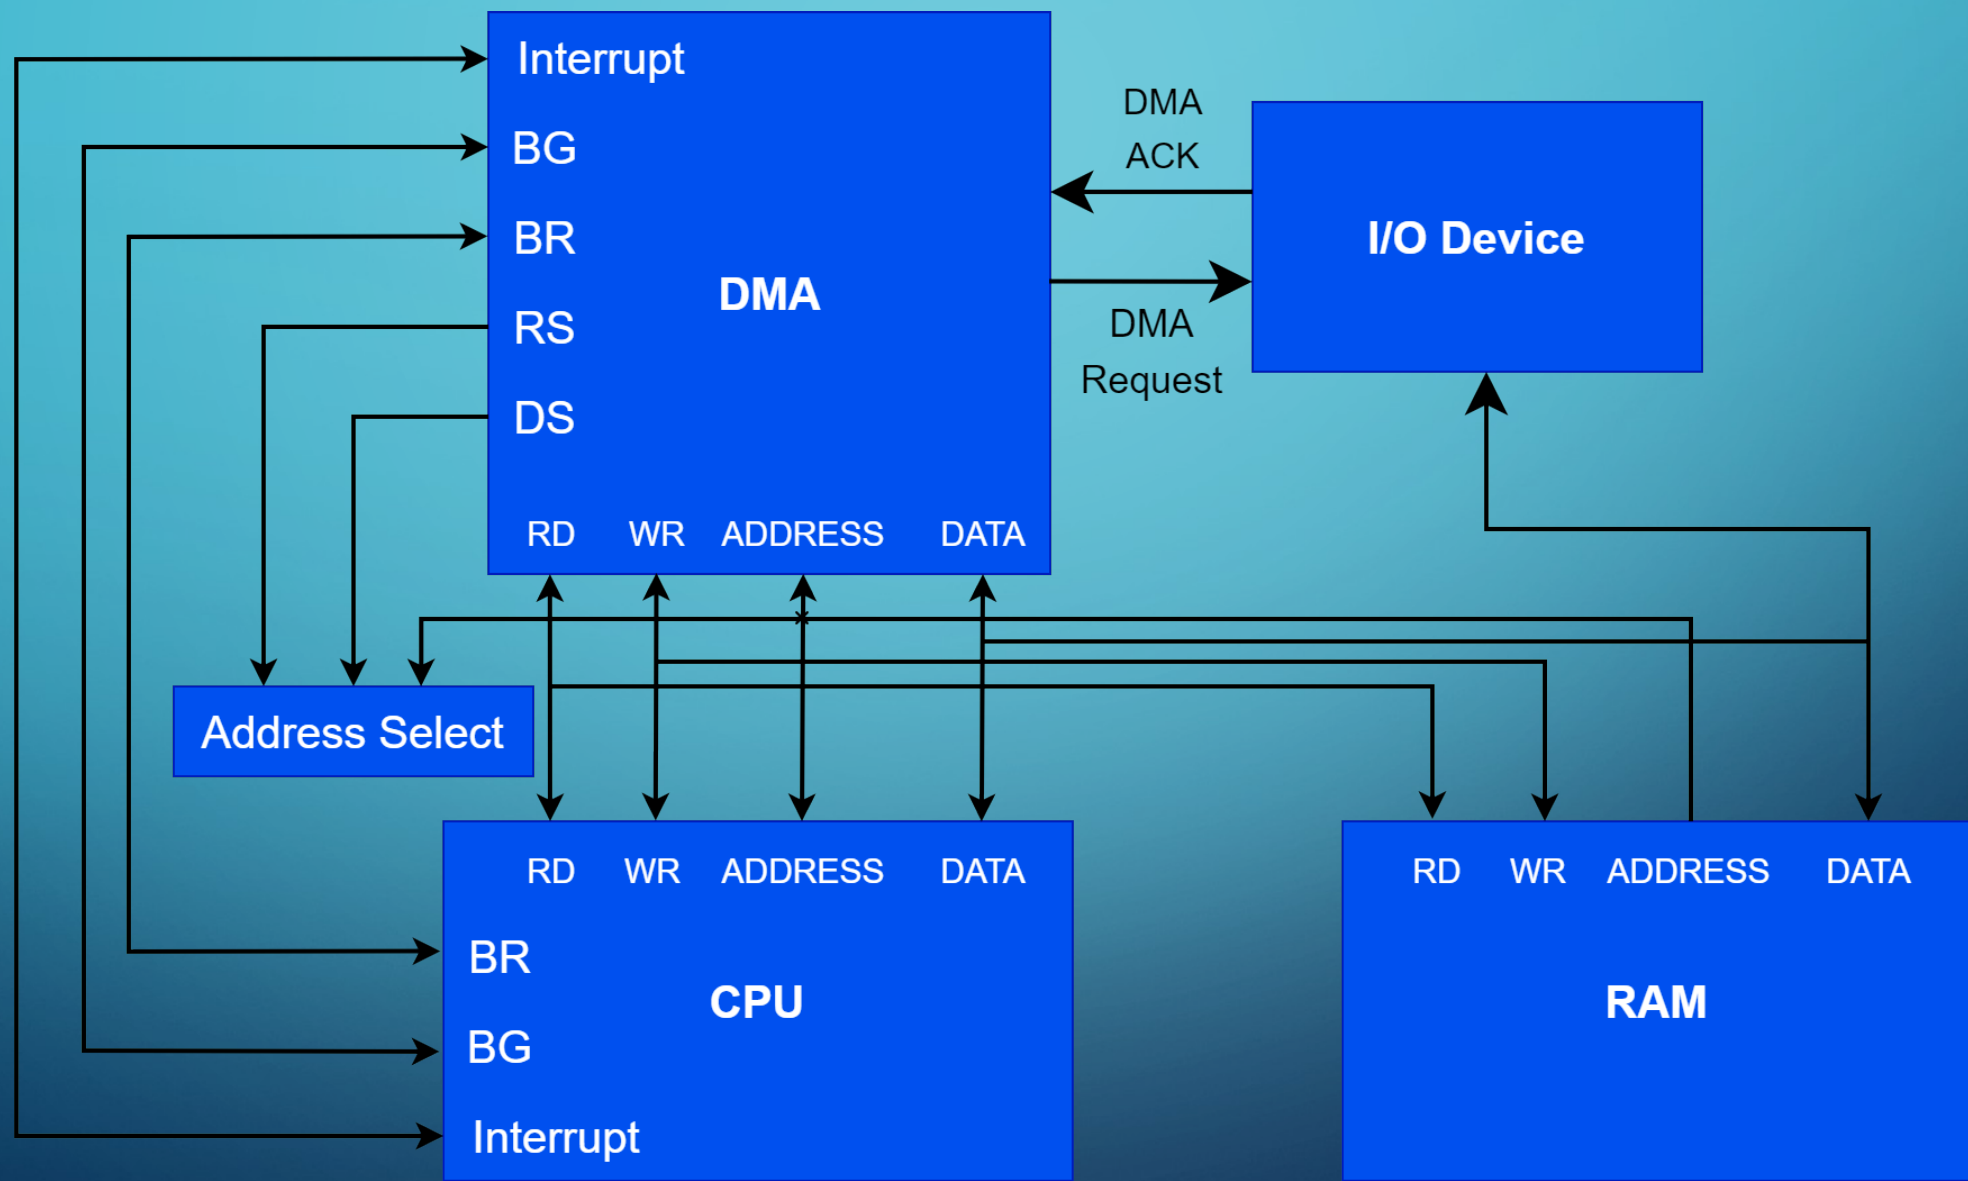 Interrupt
BG
BR
RS
DS
DMA
RD WR ADDRESS DATA
DMA
ACK
DMA
Request
I/O Device
Address Select
RD WR ADDRESS DATA
BR
BG
Interrupt
CPU
RD WR ADDRESS DATA
RAM